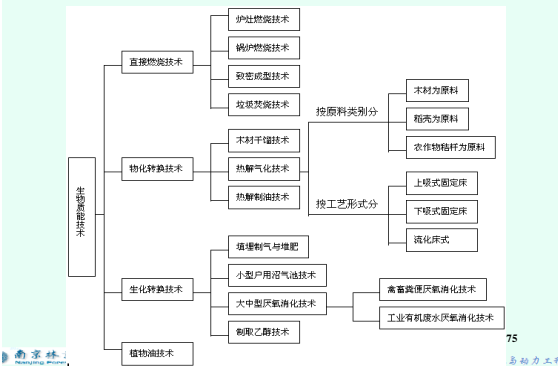 炉灶燃烧技术
锅炉燃烧技术
直接燃烧技术
致密成型技术
垃圾焚烧技术
按原料类别分
木材为原料
稻壳为原料
农作物秸秆为原料
木材干馏技术
物化转换技术
热解气化技术
热解制油技术
按工艺形式分
上吸式固定床
下吸式固定床
流化床式
生物质能技术
填埋制气与堆肥
小型户用沼气池技术
生化转换技术
大中型厌氧消化技术
禽畜粪便厌氧消化技术
工业有机废水厌氧消化技术
制取乙醇技术
植物油技术
75
南京林
与动力工程